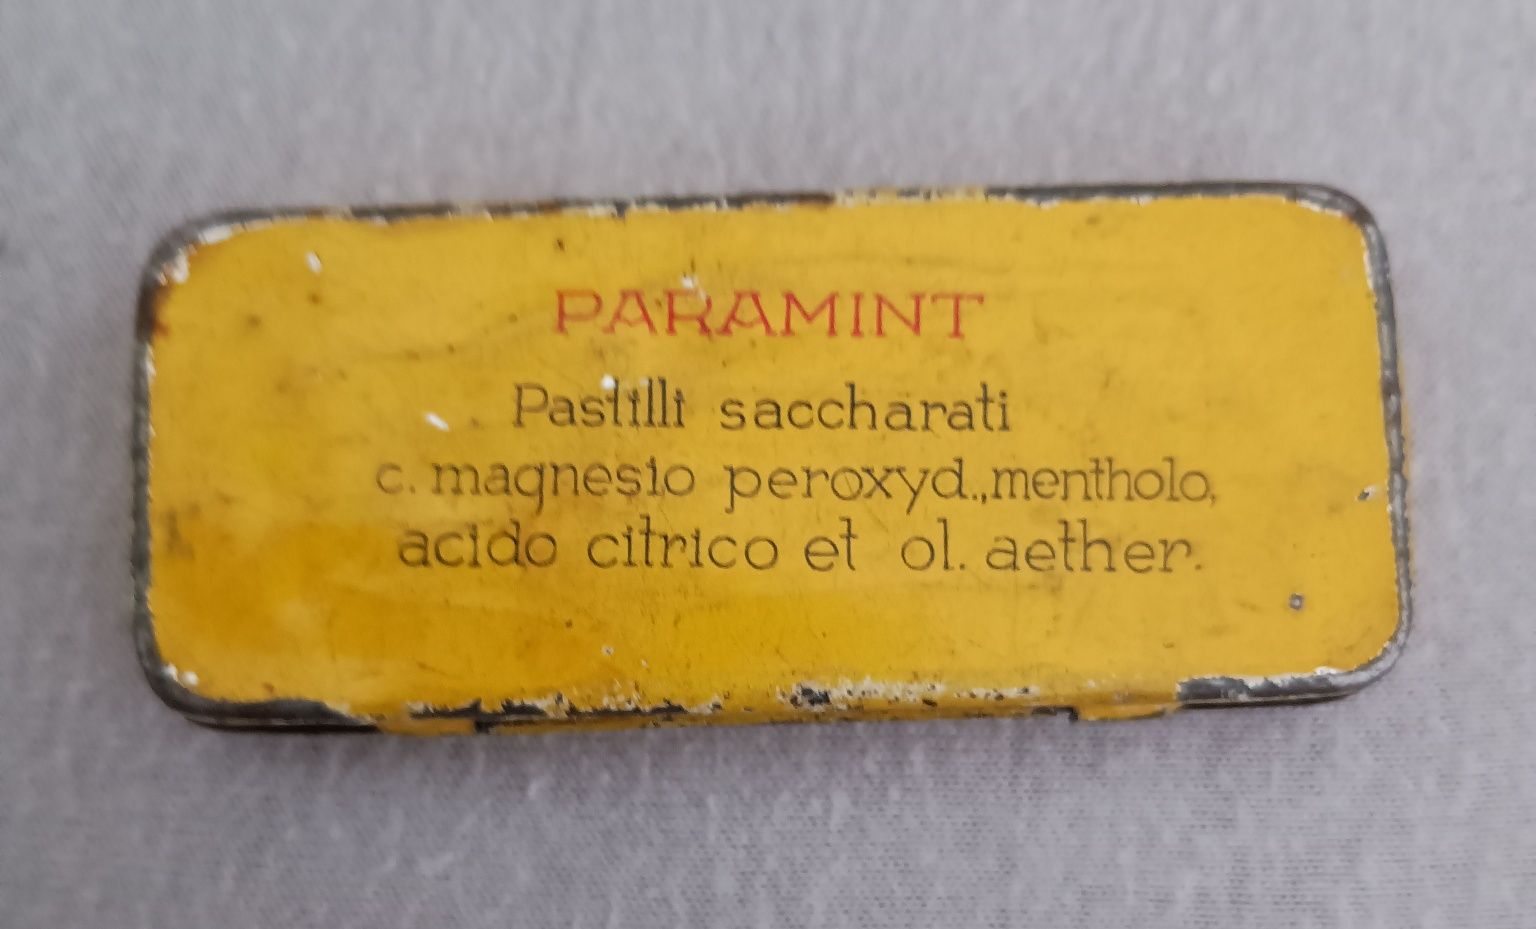 PARAMINT
Pastilli saccharati
c. magnesio peroxyd., mentholo,
acido citrico et ol. aether.